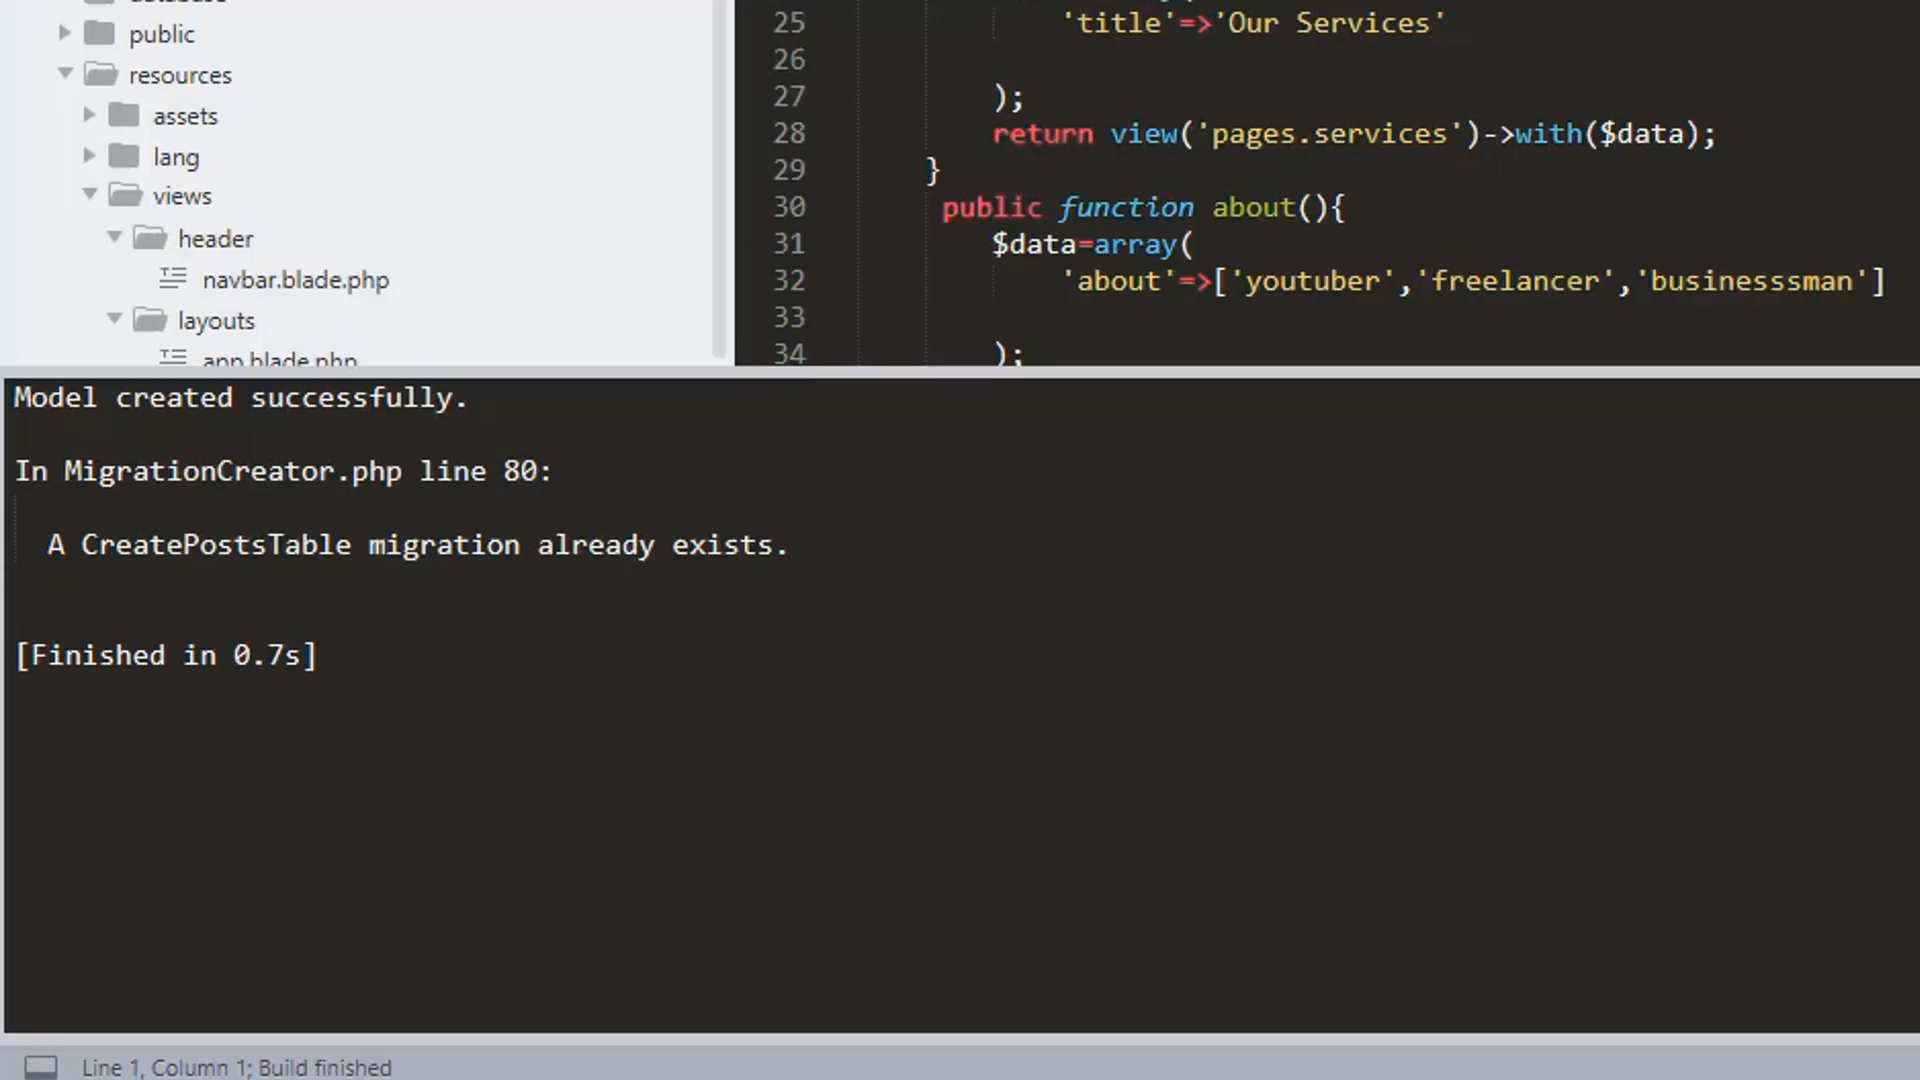 public
resources
assets
lang
views
header
navbar.blade.php
layouts
app.blade.php
25 'title'=>'Our Services'
26
27 );
28 return view('pages.services')->with($data);
29 }
30 public function about(){
31 $data=array(
32 'about'=>['youtuber','freelancer','businesssman']
33
34 );
Model created successfully.
In MigrationCreator.php line 80:
A CreatePostsTable migration already exists.
[Finished in 0.7s]
Line 1, Column 1; Build finished